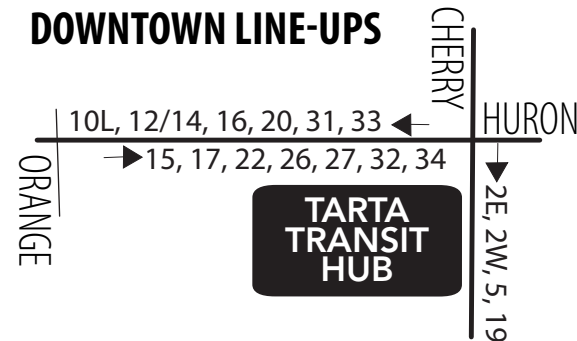 DOWNTOWN LINE-UPS
CHERRY
10L, 12/14, 16, 20, 31, 33
HURON
15, 17, 22, 26, 27, 32, 34
ORANGE
TARTA
TRANSIT
HUB
2E, 2W, 5, 19